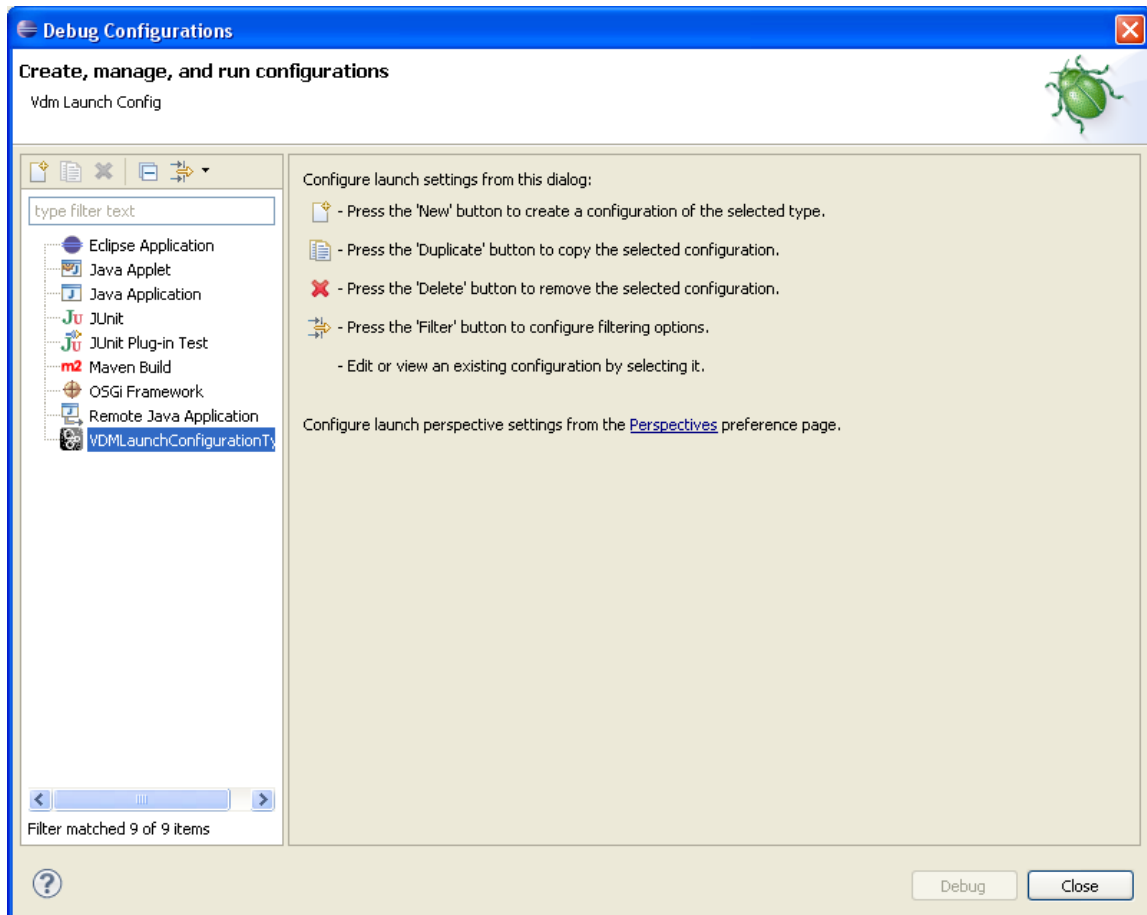 Debug Configurations
Create, manage, and run configurations
Vdm Launch Config
type filter text
Eclipse Application
Java Applet
Java Application
JUnit
JUnit Plug-in Test
m2 Maven Build
OSGi Framework
Remote Java Application
VDMLaunchConfigurationTy
Filter matched 9 of 9 items
Configure launch settings from this dialog:
- Press the 'New' button to create a configuration of the selected type.
- Press the 'Duplicate' button to copy the selected configuration.
- Press the 'Delete' button to remove the selected configuration.
- Press the 'Filter' button to configure filtering options.
- Edit or view an existing configuration by selecting it.
Configure launch perspective settings from the Perspectives preference page.
Debug
Close